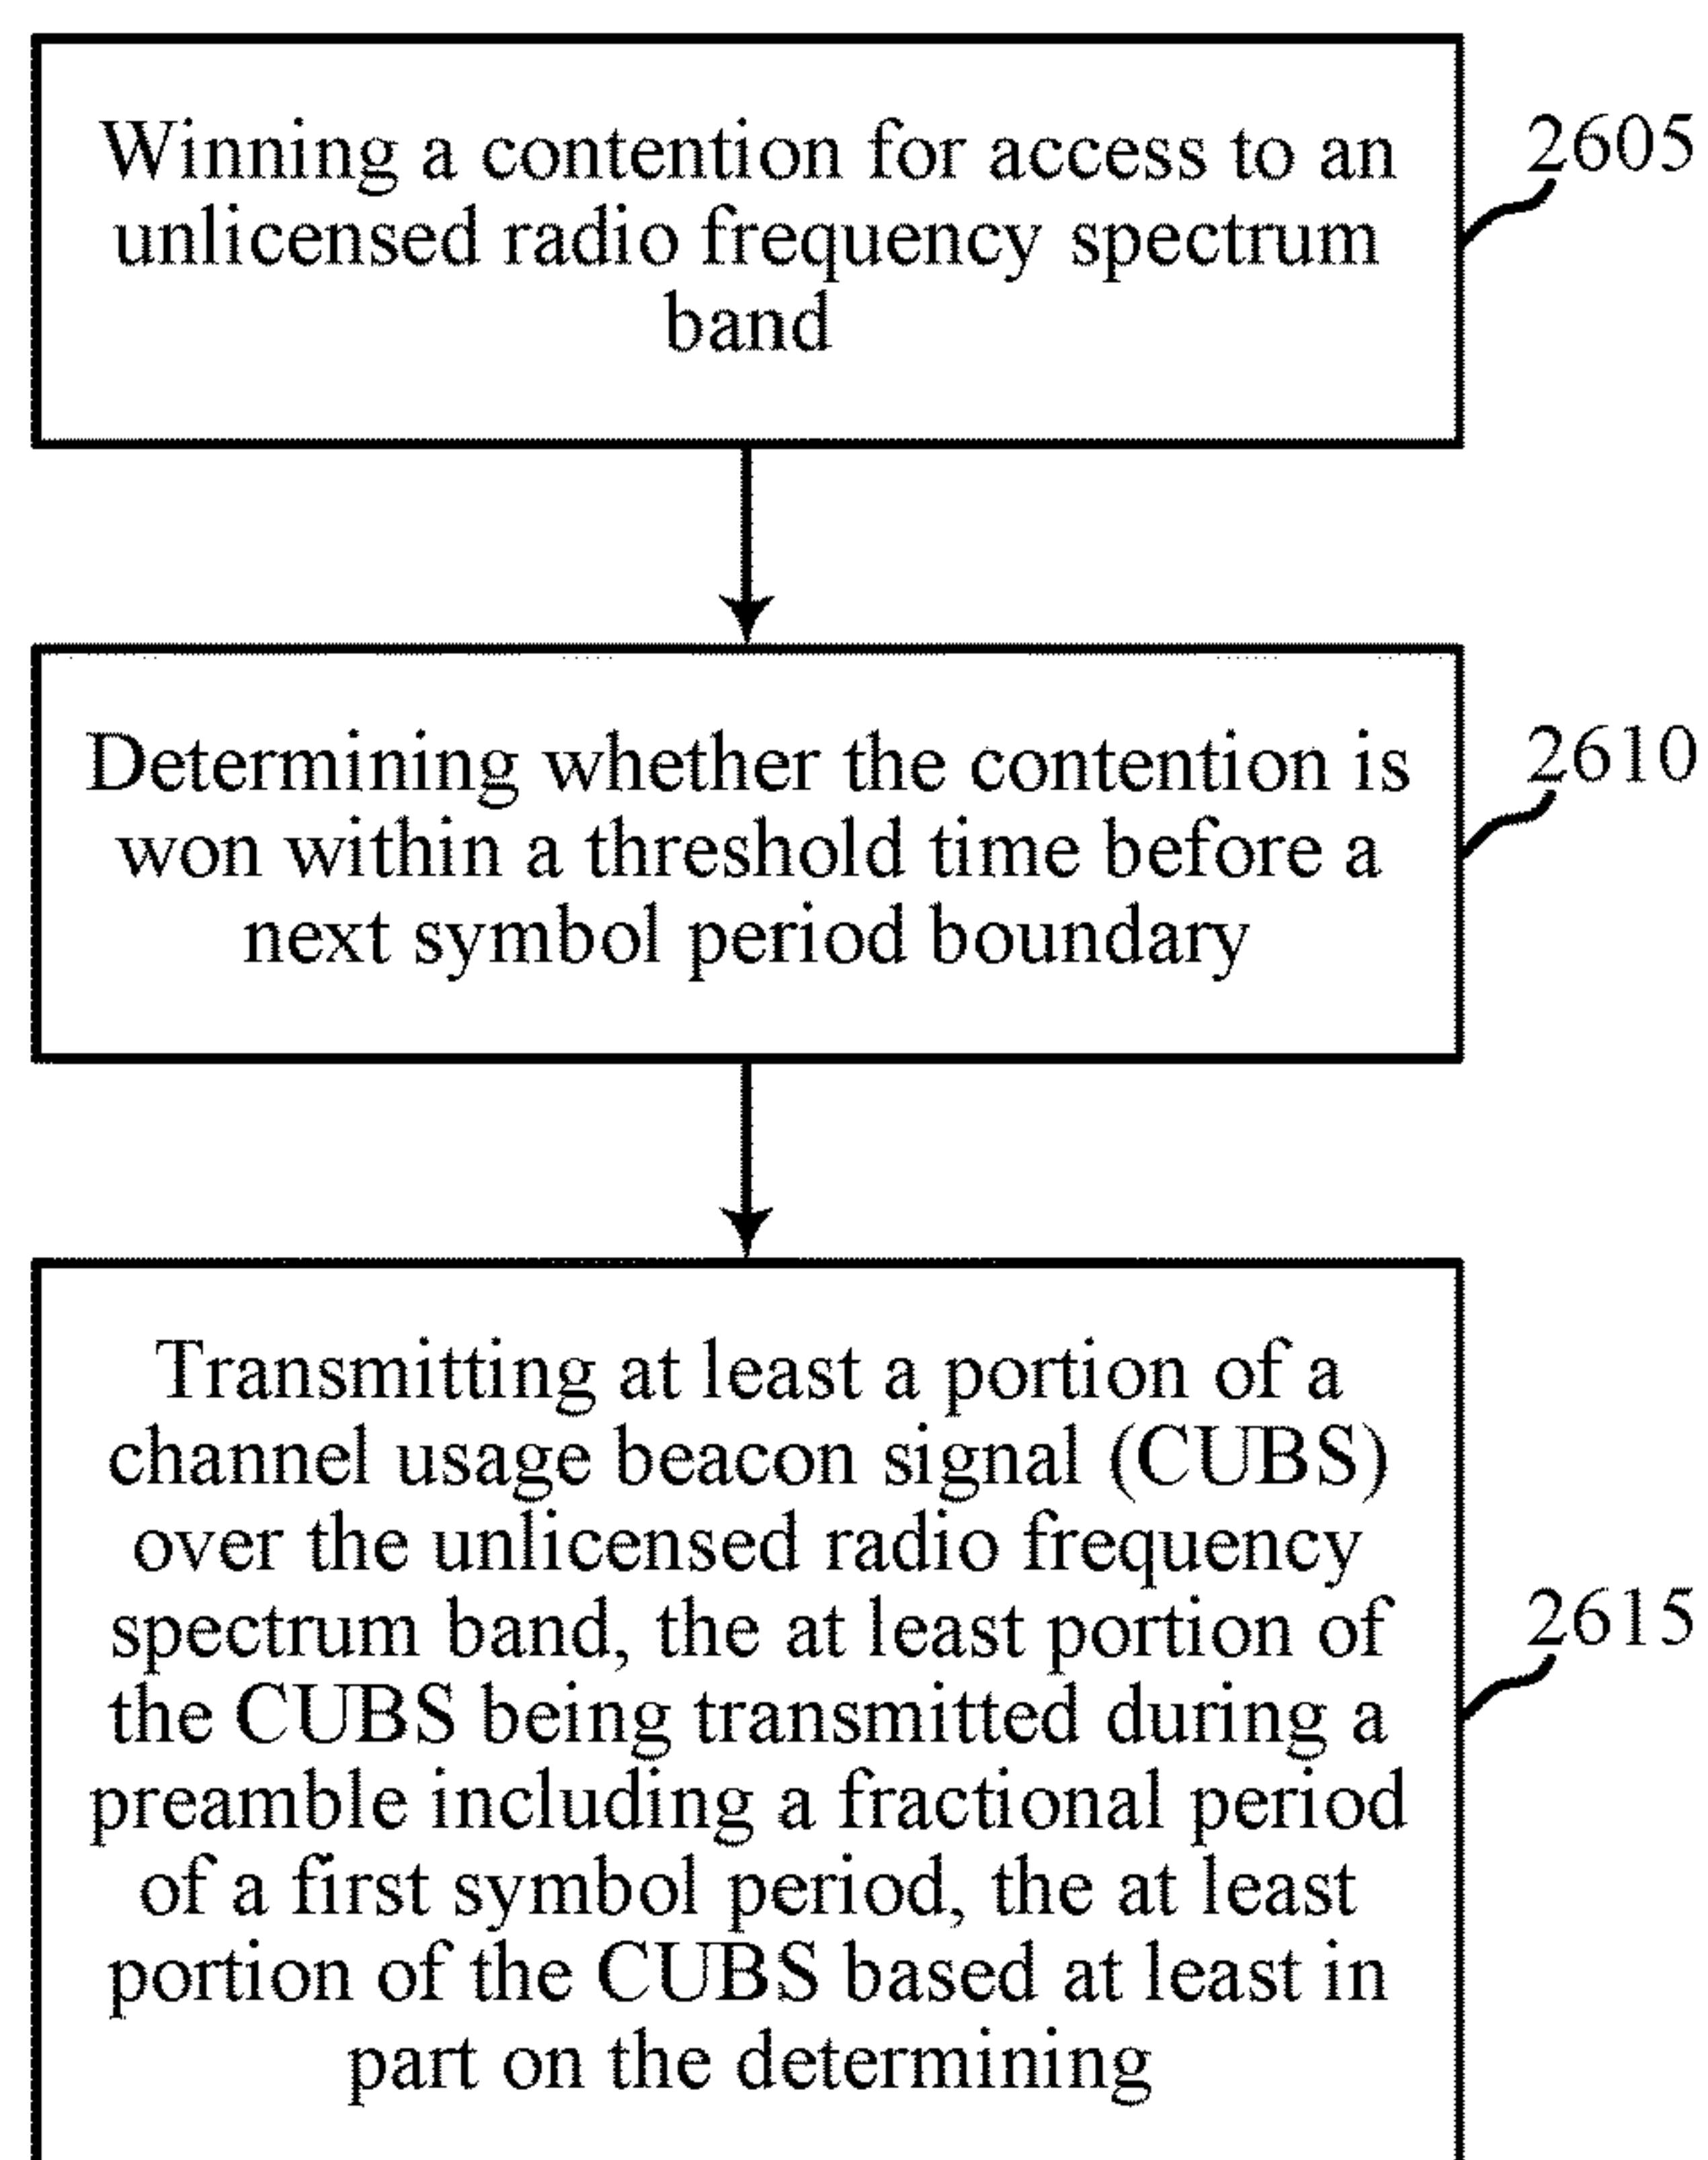 Winning a contention for access to an
unlicensed radio frequency spectrum
band
2605
Determining whether the contention is
won within a threshold time before a
next symbol period boundary
2610
Transmitting at least a portion of a
channel usage beacon signal (CUBS)
over the unlicensed radio frequency
spectrum band, the at least portion of
the CUBS being transmitted during a
preamble including a fractional period
of a first symbol period, the at least
portion of the CUBS based at least in
part on the determining
2615